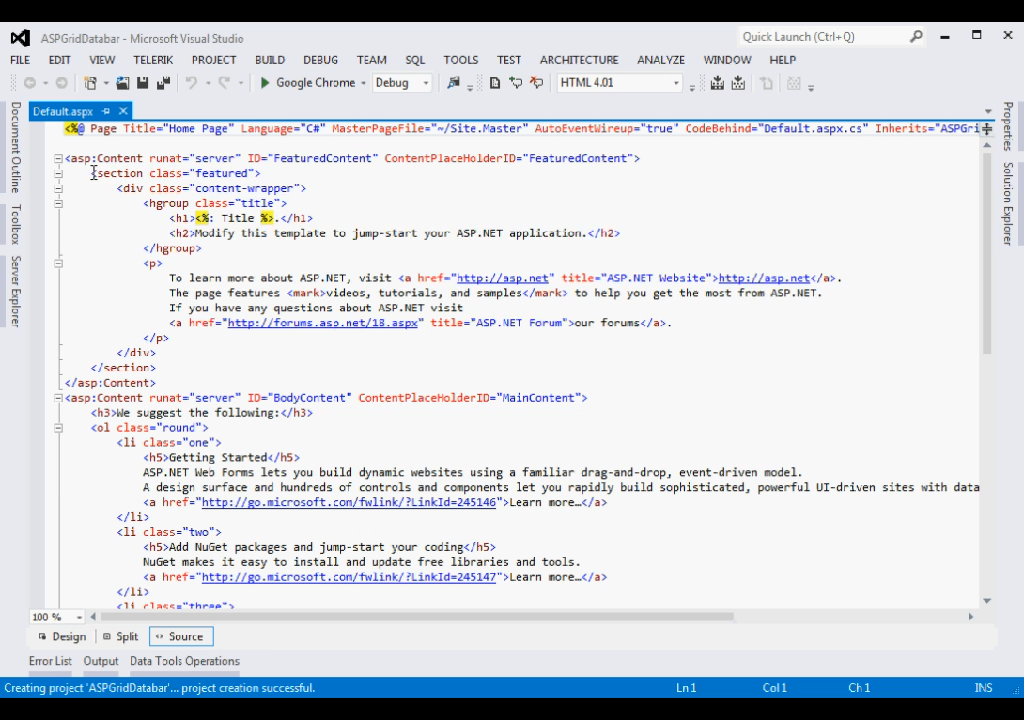 ASPGridDatabar - Microsoft Visual Studio
Quick Launch (Ctrl+Q)
FILE EDIT VIEW TELERIK PROJECT BUILD DEBUG TEAM SQL TOOLS TEST ARCHITECTURE ANALYZE WINDOW HELP
Google Chrome Debug HTML 4.01
Default.aspx
Document Outline
Toolbox
Server Explorer
Properties
Solution Explorer
<%@ Page Title="Home Page" Language="C#" MasterPageFile="~/Site.Master" AutoEventWireup="true" CodeBehind="Default.aspx.cs" Inherits="ASPGri
<asp:Content runat="server" ID="FeaturedContent" ContentPlaceHolderID="FeaturedContent">
<section class="featured">
<div class="content-wrapper">
<hgroup class="title">
<h1><%: Title %>.</h1>
<h2>Modify this template to jump-start your ASP.NET application.</h2>
</hgroup>
<p>
To learn more about ASP.NET, visit <a href="http://asp.net" title="ASP.NET Website">http://asp.net</a>.
The page features <mark>videos, tutorials, and samples</mark> to help you get the most from ASP.NET.
If you have any questions about ASP.NET visit
<a href="http://forums.asp.net/18.aspx" title="ASP.NET Forum">our forums</a>.
</p>
</div>
</section>
</asp:Content>
<asp:Content runat="server" ID="BodyContent" ContentPlaceHolderID="MainContent">
<h3>We suggest the following:</h3>
<ol class="round">
<li class="one">
<h5>Getting Started</h5>
ASP.NET Web Forms lets you build dynamic websites using a familiar drag-and-drop, event-driven model.
A design surface and hundreds of controls and components let you rapidly build sophisticated, powerful UI-driven sites with data
<a href="http://go.microsoft.com/fwlink/?LinkId=245146">Learn more…</a>
</li>
<li class="two">
<h5>Add NuGet packages and jump-start your coding</h5>
NuGet makes it easy to install and update free libraries and tools.
<a href="http://go.microsoft.com/fwlink/?LinkId=245147">Learn more…</a>
</li>
<li class="three">
100 %
Design Split Source
Error List Output Data Tools Operations
Creating project 'ASPGridDatabar'... project creation successful. Ln 1 Col 1 Ch 1 INS